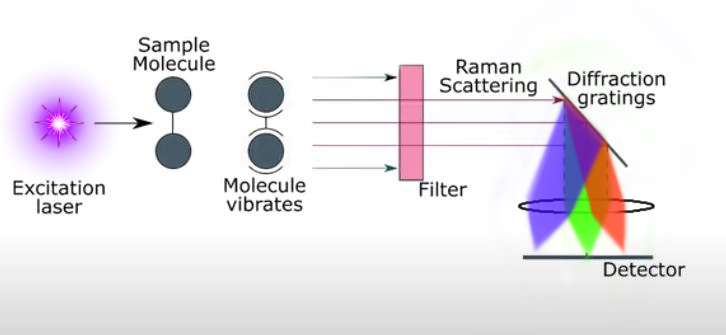 Sample
Molecule
Raman
Scattering
Diffraction
gratings
Excitation
laser
Molecule
vibrates
Filter
Detector